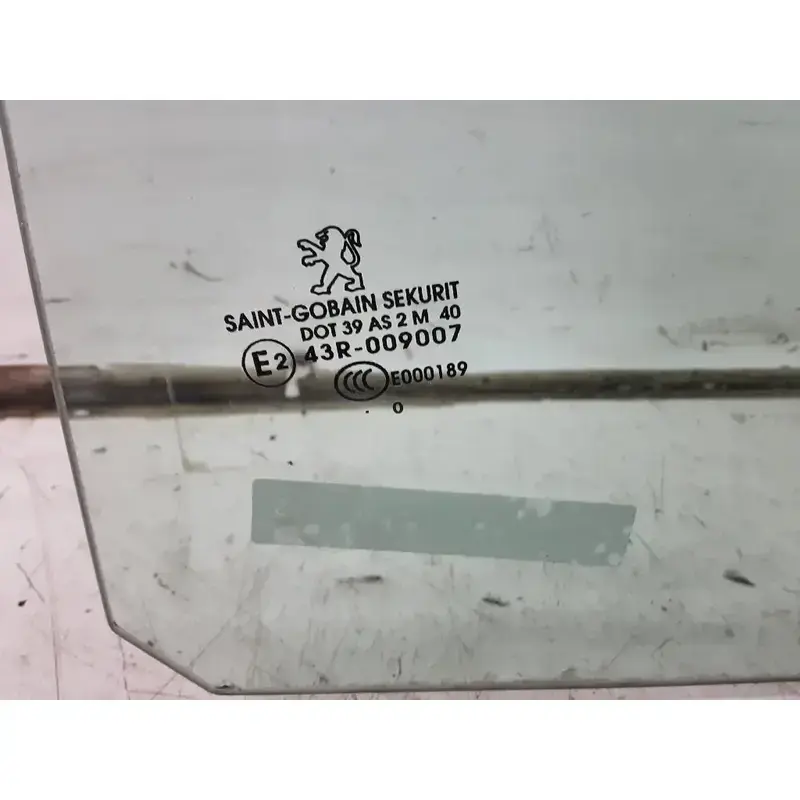 SAINT-GOBAIN SEKURIT
DOT 39 AS 2 M 40
E2 43R-009007
CCC E000189
. 0